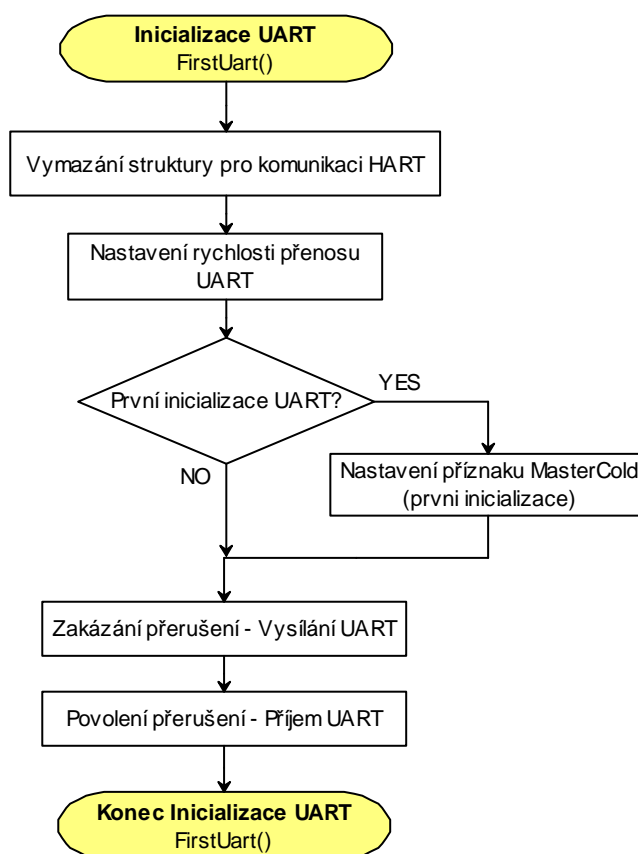 Inicializace UART
FirstUart()
Vymazání struktury pro komunikaci HART
Nastavení rychlosti přenosu
UART
První inicializace UART?
YES
NO
Nastavení příznaku MasterCold
(prvni inicializace)
Zakázání přerušení - Vysílání UART
Povolení přerušení - Příjem UART
Konec Inicializace UART
FirstUart()